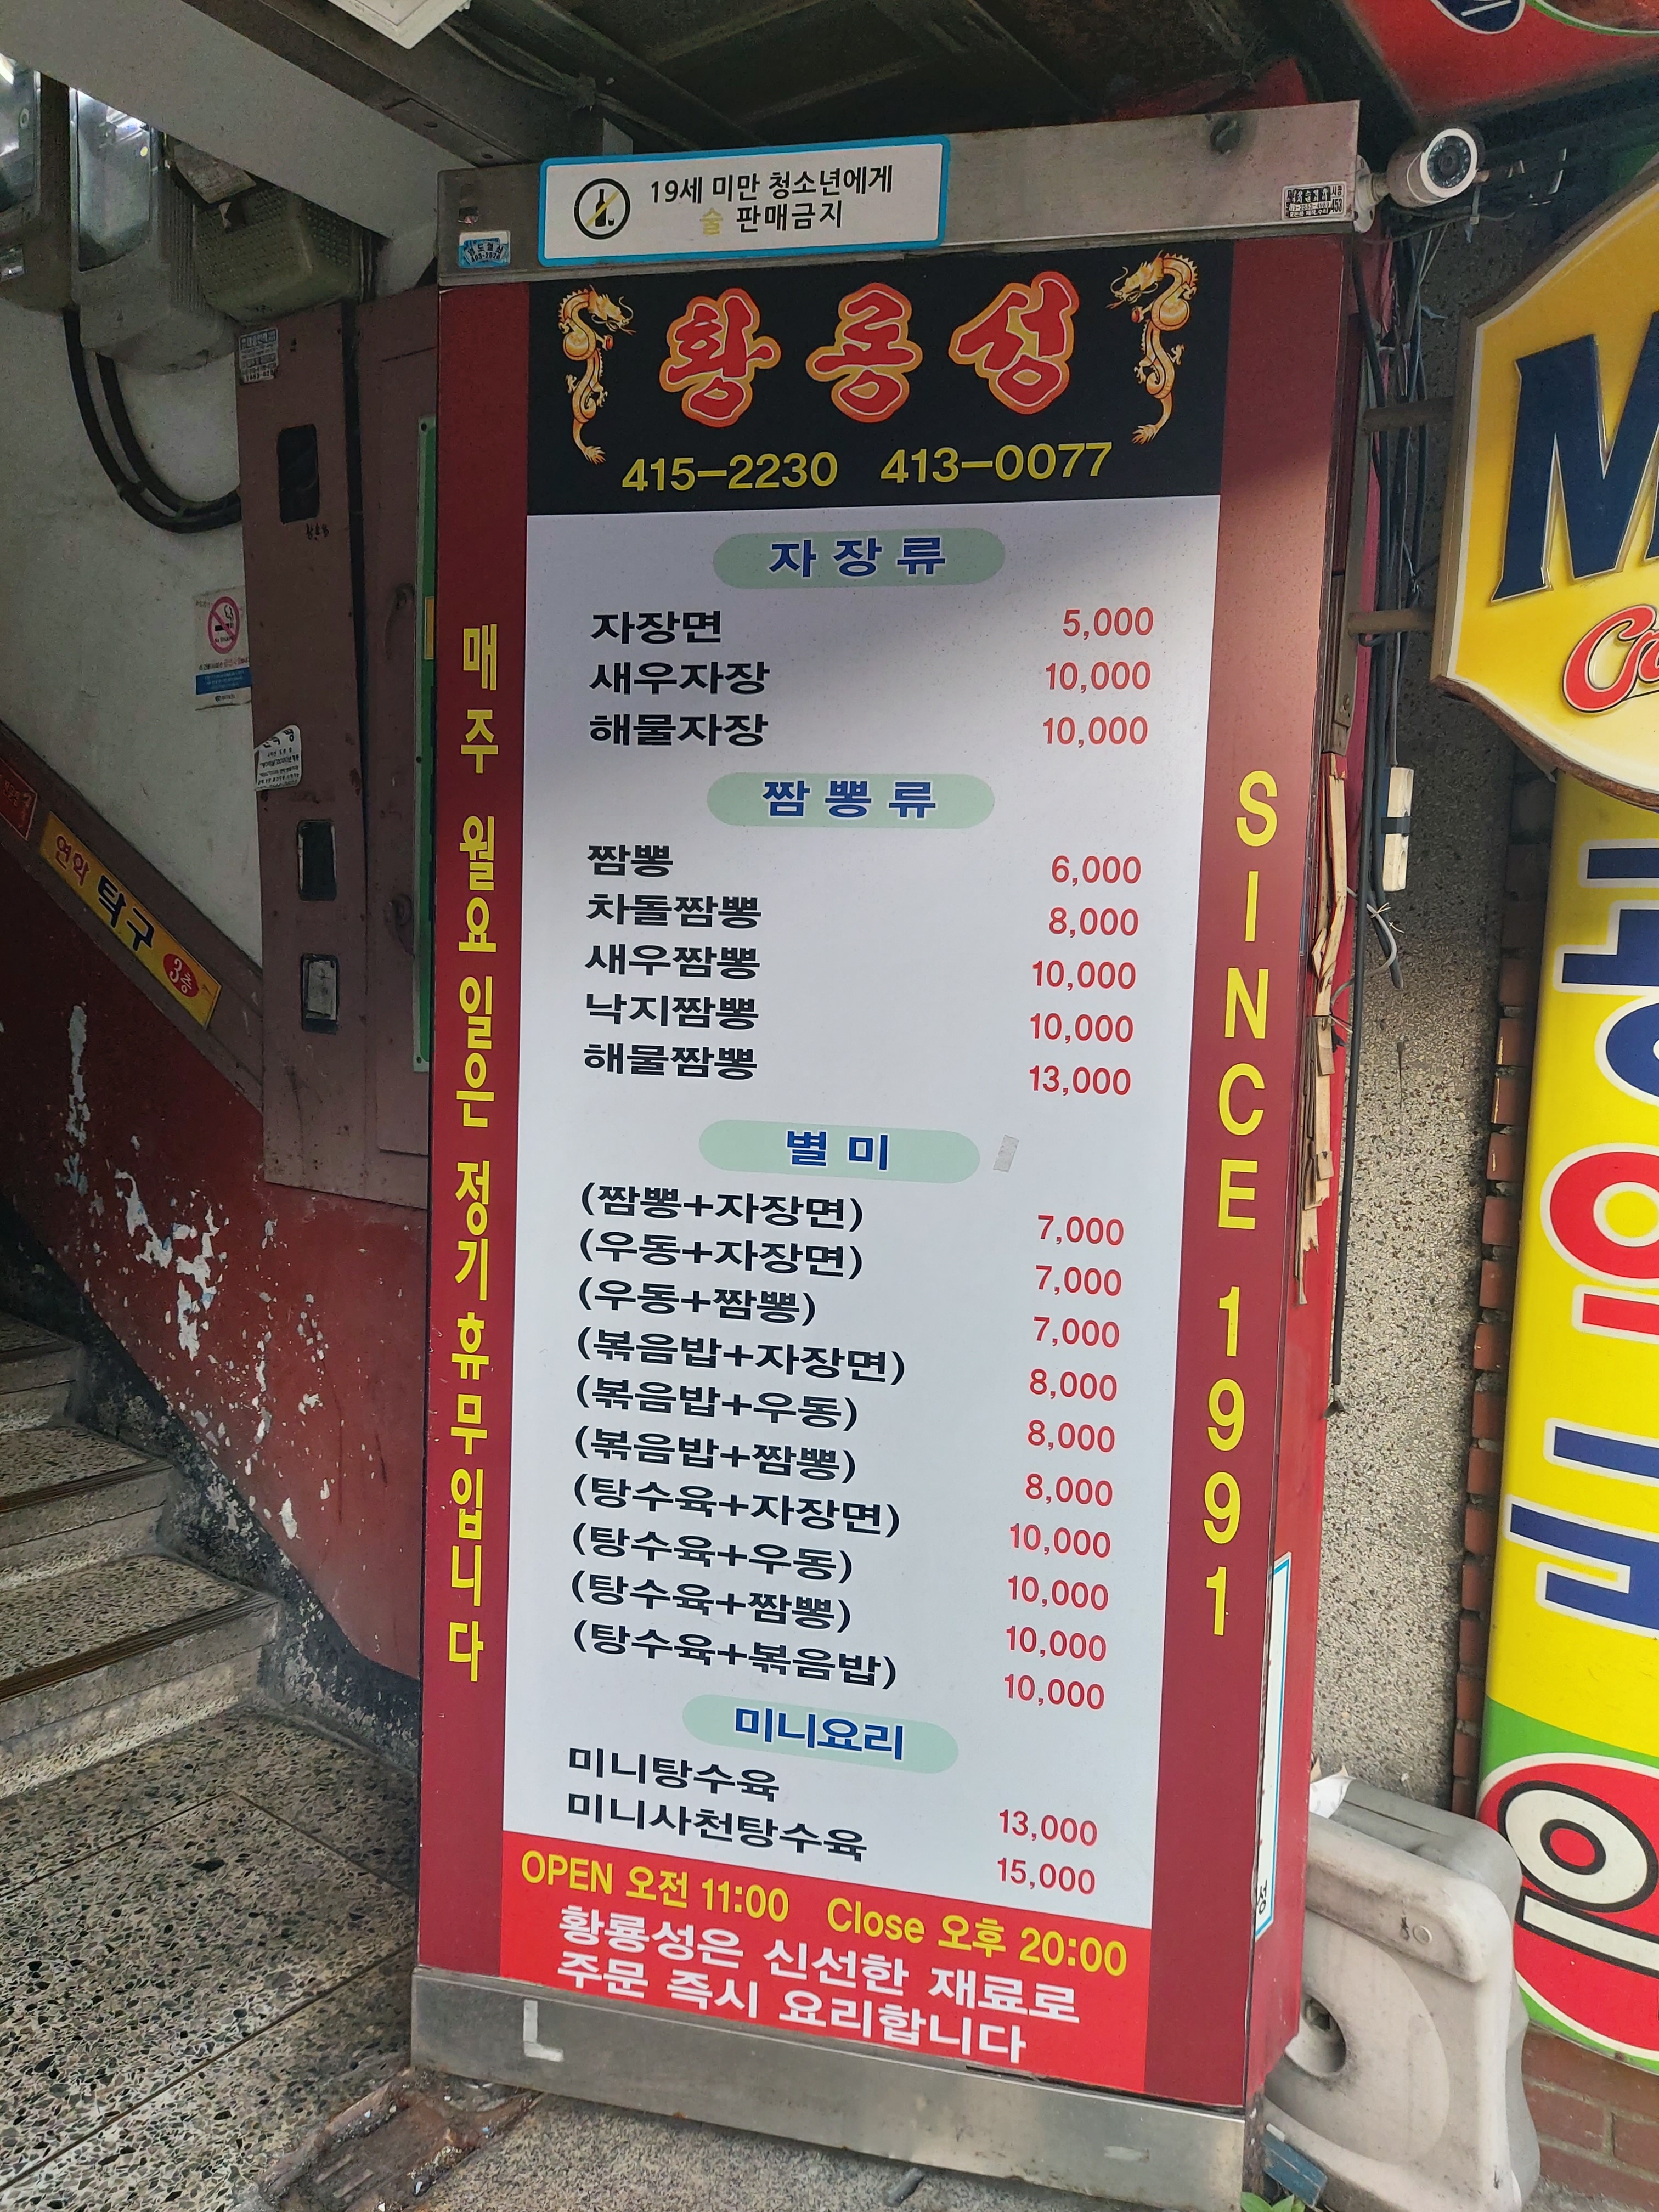 19세 미만 청소년에게
술 판매금지
황룡성
415-2230 413-0077
자장류
자장면 5,000
새우자장 10,000
해물자장 10,000
짬뽕류
짬뽕 6,000
차돌짬뽕 8,000
새우짬뽕 10,000
낙지짬뽕 10,000
해물짬뽕 13,000
별미
(짬뽕+자장면) 7,000
(우동+자장면) 7,000
(우동+짬뽕) 7,000
(볶음밥+자장면) 8,000
(볶음밥+우동) 8,000
(볶음밥+짬뽕) 8,000
(탕수육+자장면) 10,000
(탕수육+우동) 10,000
(탕수육+짬뽕) 10,000
(탕수육+볶음밥) 10,000
미니요리
미니탕수육 13,000
미니사천탕수육 15,000
OPEN 오전 11:00 Close 오후 20:00
황룡성은 신선한 재료로
주문 즉시 요리합니다
매주 월요일은 정기휴무입니다
SINCE 1991
연화 탁구 3층